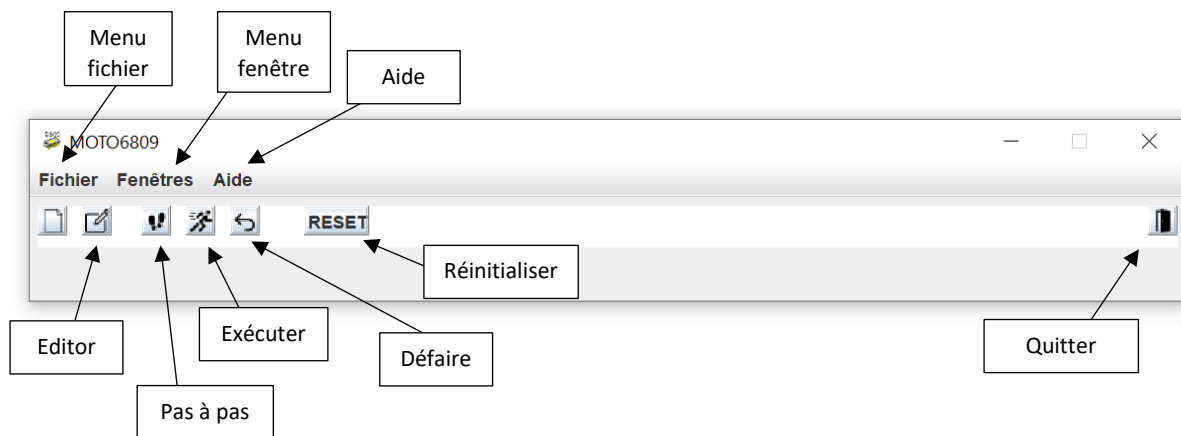 Menu
fichier
Menu
fenêtre
Aide
MOTO6809
Fichier Fenêtres Aide
RESET
Réinitialiser
Editor
Exécuter
Défaire
Quitter
Pas à pas